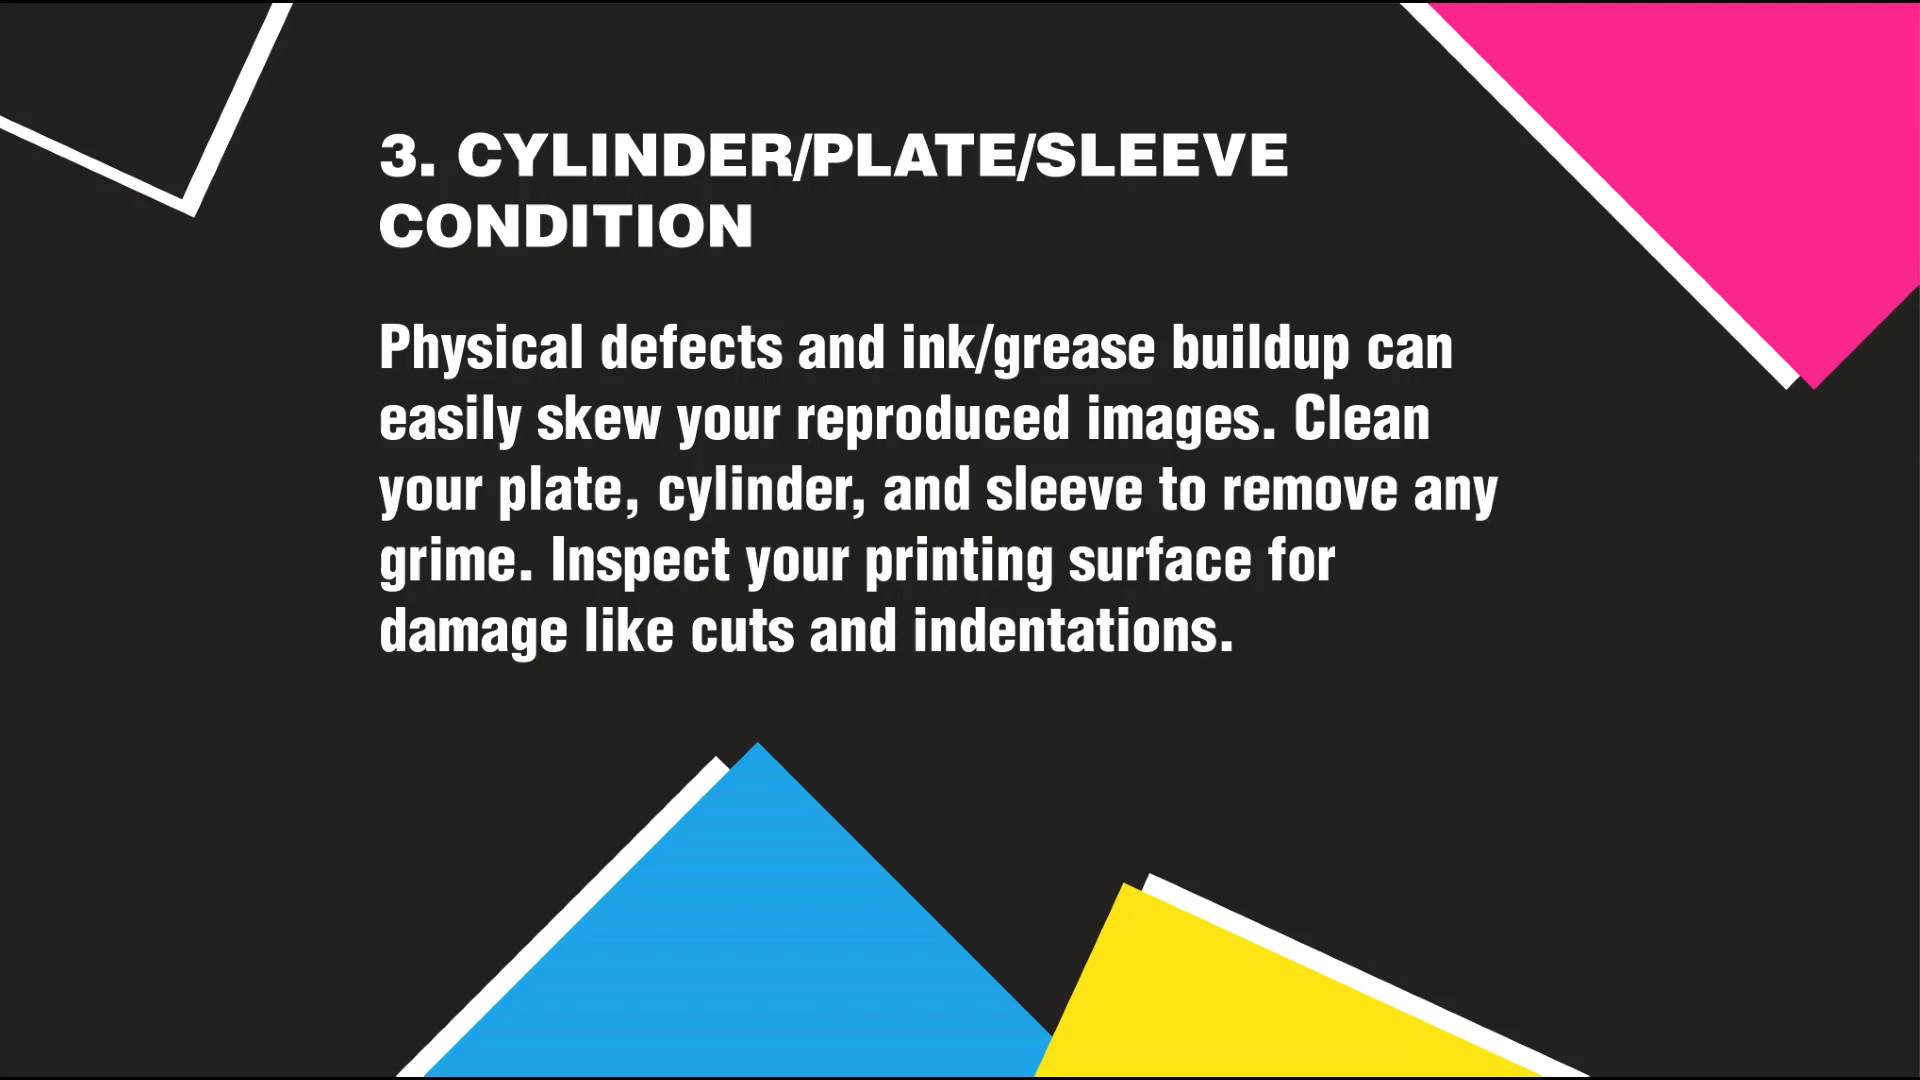 3. CYLINDER/PLATE/SLEEVE
CONDITION
Physical defects and ink/grease buildup can
easily skew your reproduced images. Clean
your plate, cylinder, and sleeve to remove any
grime. Inspect your printing surface for
damage like cuts and indentations.